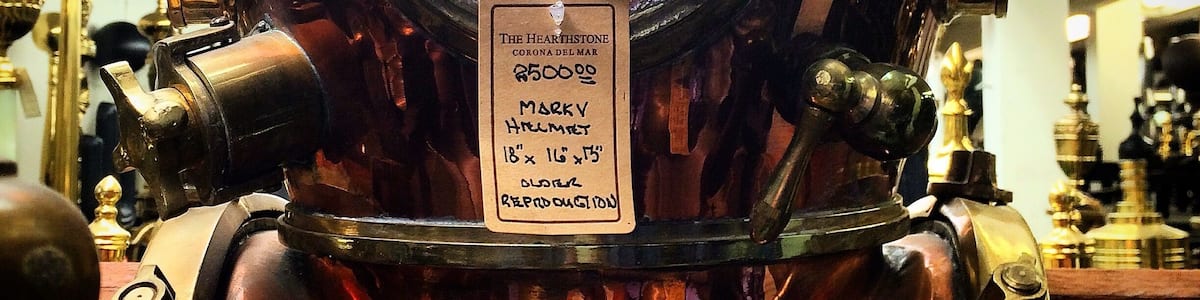 THE HEARTHSTONE
CORONA DEL MAR
2500 00
MARK V
HELMET
18" x 16" x 15"
OLDER
REPRODUCTION